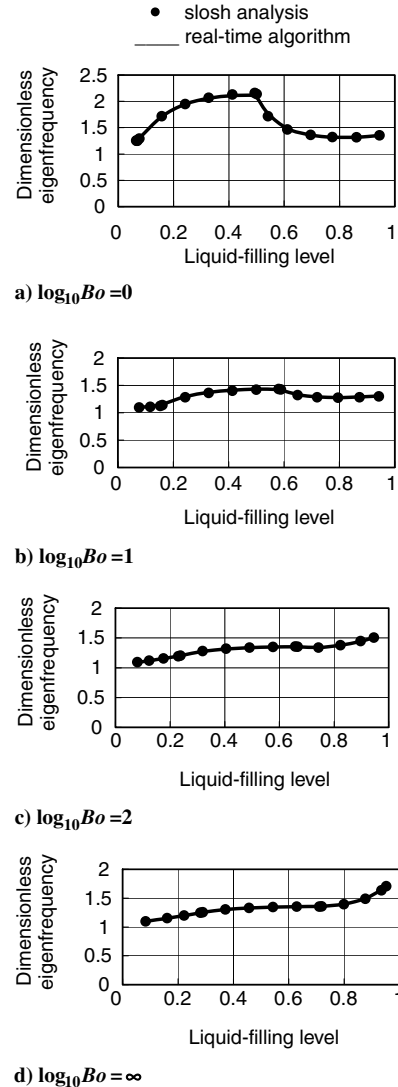 ● slosh analysis
____ real-time algorithm
Dimensionless
eigenfrequency
2.5
2
1.5
1
0.5
0
0 0.2 0.4 0.6 0.8 1
Liquid-filling level
a) log10Bo =0
Dimensionless
eigenfrequency
2
1.5
1
0.5
0
0 0.2 0.4 0.6 0.8 1
Liquid-filling level
b) log10Bo =1
Dimensionless
eigenfrequency
2
1.5
1
0.5
0
0 0.2 0.4 0.6 0.8 1
Liquid-filling level
c) log10Bo =2
Dimensionless
eigenfrequency
2
1.5
1
0.5
0
0 0.2 0.4 0.6 0.8 1
Liquid-filling level
d) log10Bo = ∞